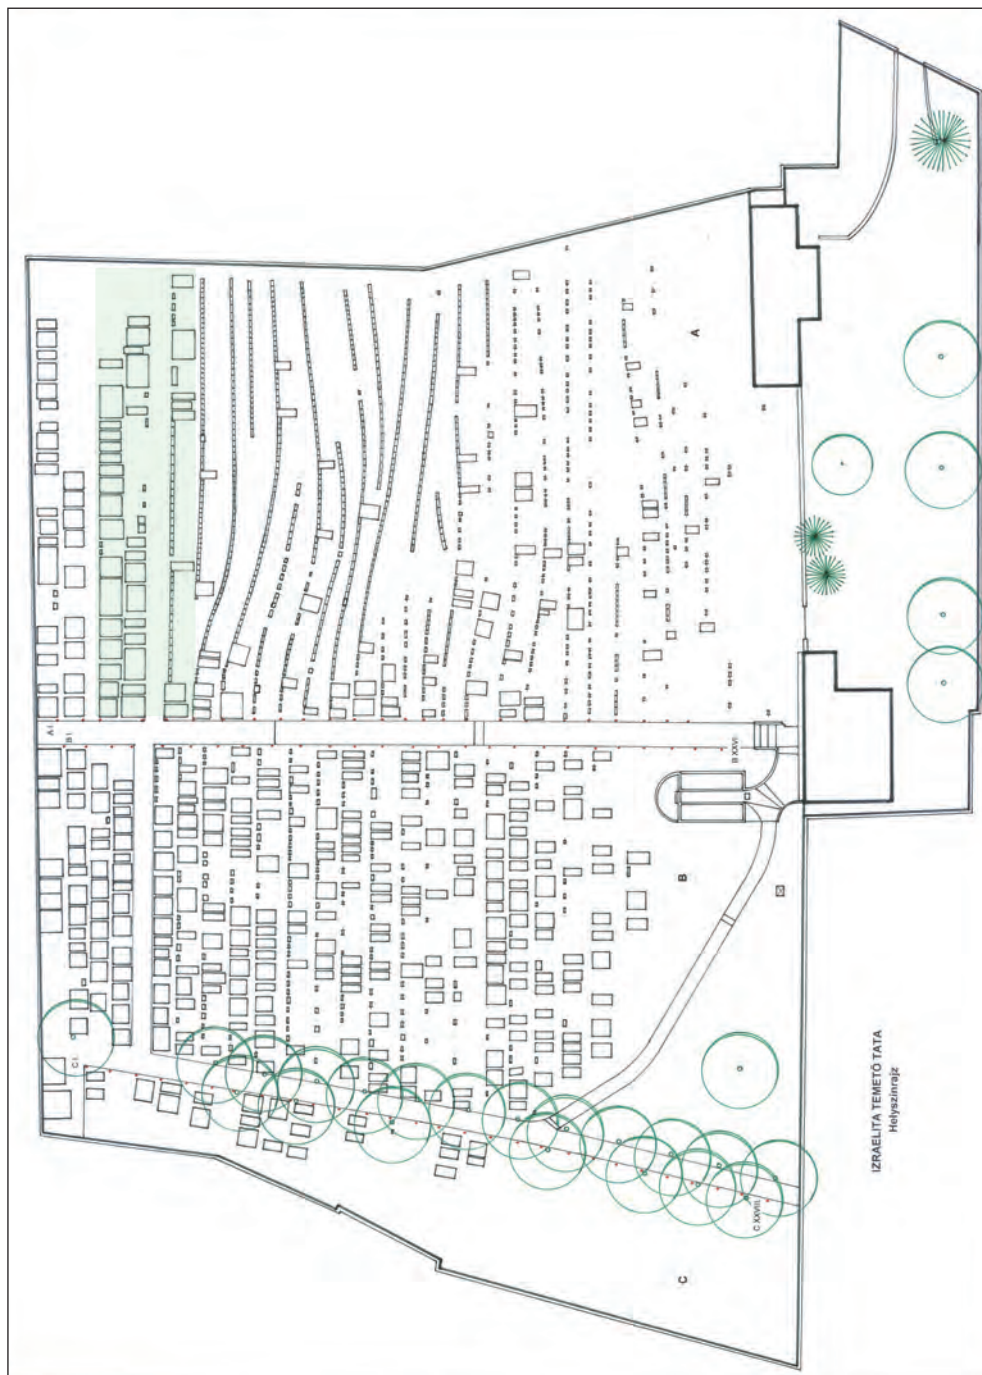 A I.
B I.
C I.
A
B XXVI.
B
C XXVIII.
C
IZRAELITA TEMETŐ TATA
Helyszínrajz